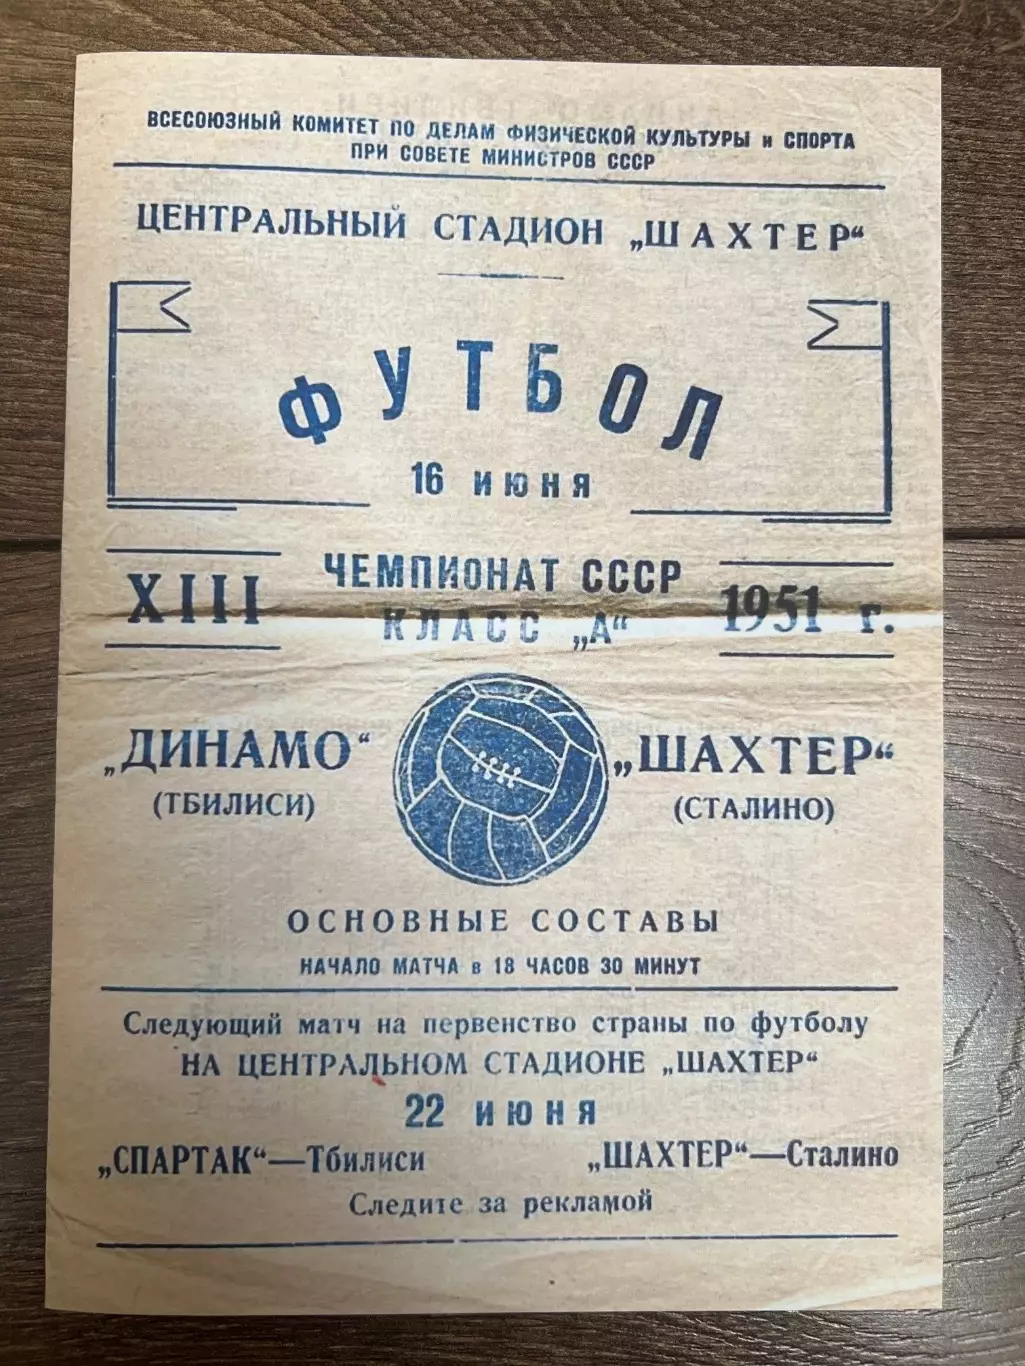 ВСЕСОЮЗНЫЙ КОМИТЕТ ПО ДЕЛАМ ФИЗИЧЕСКОЙ КУЛЬТУРЫ и СПОРТА
ПРИ СОВЕТЕ МИНИСТРОВ СССР
ЦЕНТРАЛЬНЫЙ СТАДИОН „ШАХТЕР“
ФУТБОЛ
16 ИЮНЯ
XIII
ЧЕМПИОНАТ СССР
КЛАСС „А“
1951 г.
„ДИНАМО“
(ТБИЛИСИ)
„ШАХТЕР“
(СТАЛИНО)
ОСНОВНЫЕ СОСТАВЫ
НАЧАЛО МАТЧА в 18 ЧАСОВ 30 МИНУТ
Следующий матч на первенство страны по футболу
НА ЦЕНТРАЛЬНОМ СТАДИОНЕ „ШАХТЕР“
22 ИЮНЯ
„СПАРТАК“—Тбилиси „ШАХТЕР“—Сталино
Следите за рекламой